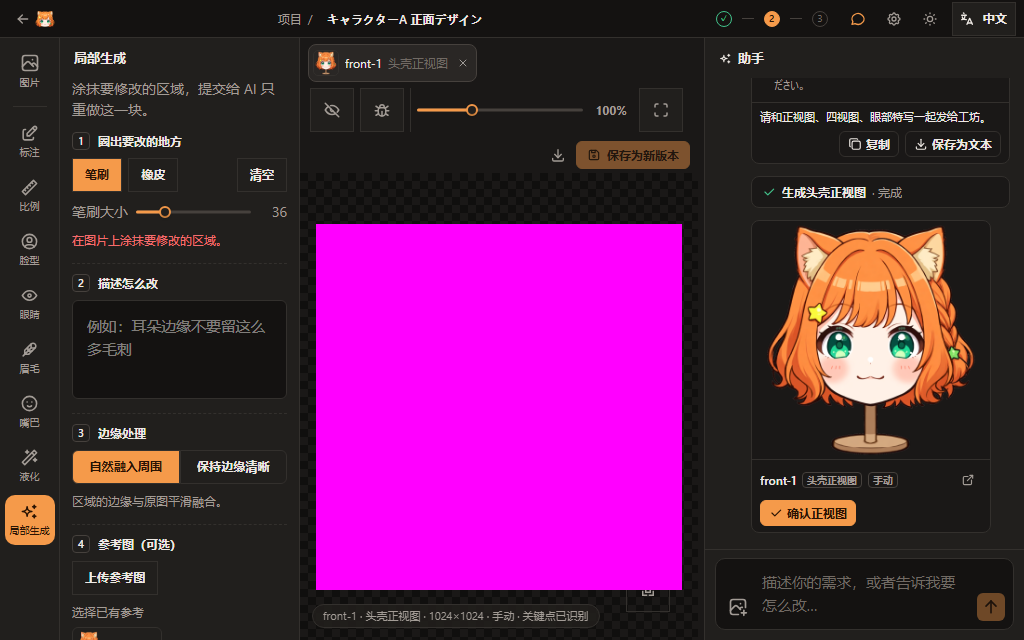 项目 / キャラクターA 正面デザイン
2
3
中文
图片
标注
比例
脸型
眼睛
眉毛
嘴巴
液化
局部生成
局部生成
涂抹要修改的区域，提交给 AI 只
重做这一块。
1 圈出要改的地方
笔刷 橡皮 清空
笔刷大小 36
在图片上涂抹要修改的区域。
2 描述怎么改
例如：耳朵边缘不要留这么
多毛刺
3 边缘处理
自然融入周围 保持边缘清晰
区域的边缘与原图平滑融合。
4 参考图（可选）
上传参考图
选择已有参考
front-1 头壳正视图
100%
保存为新版本
front-1 · 头壳正视图 · 1024×1024 · 手动 · 关键点已识别
助手
ださい。
请和正视图、四视图、眼部特写一起发给工坊。
复制 保存为文本
生成头壳正视图 · 完成
front-1 头壳正视图 手动
确认正视图
描述你的需求，或者告诉我要
怎么改...